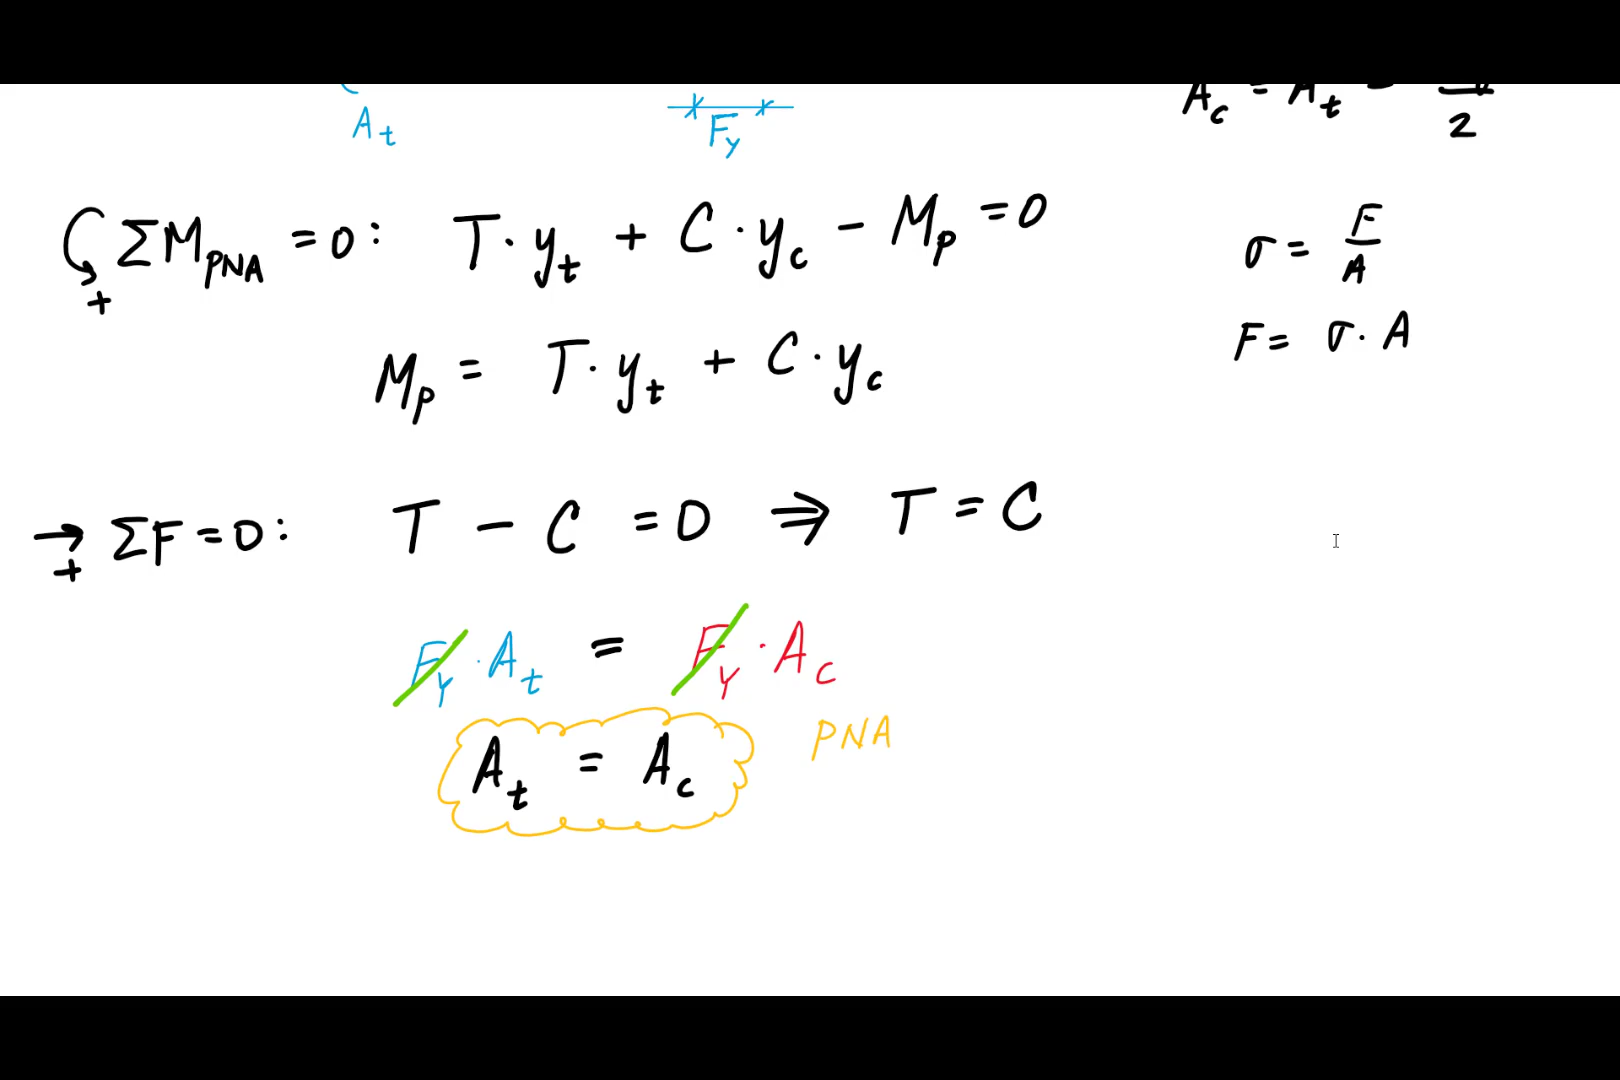 A_t
F_y
A_c = A_t =
2
+ ΣM_PNA = 0: T · y_t + C · y_c - M_p = 0
σ = F/A
M_p = T · y_t + C · y_c
F = σ · A
→ + ΣF = 0: T - C = 0 ⇒ T = C
F_y · A_t = F_y · A_c
A_t = A_c PNA